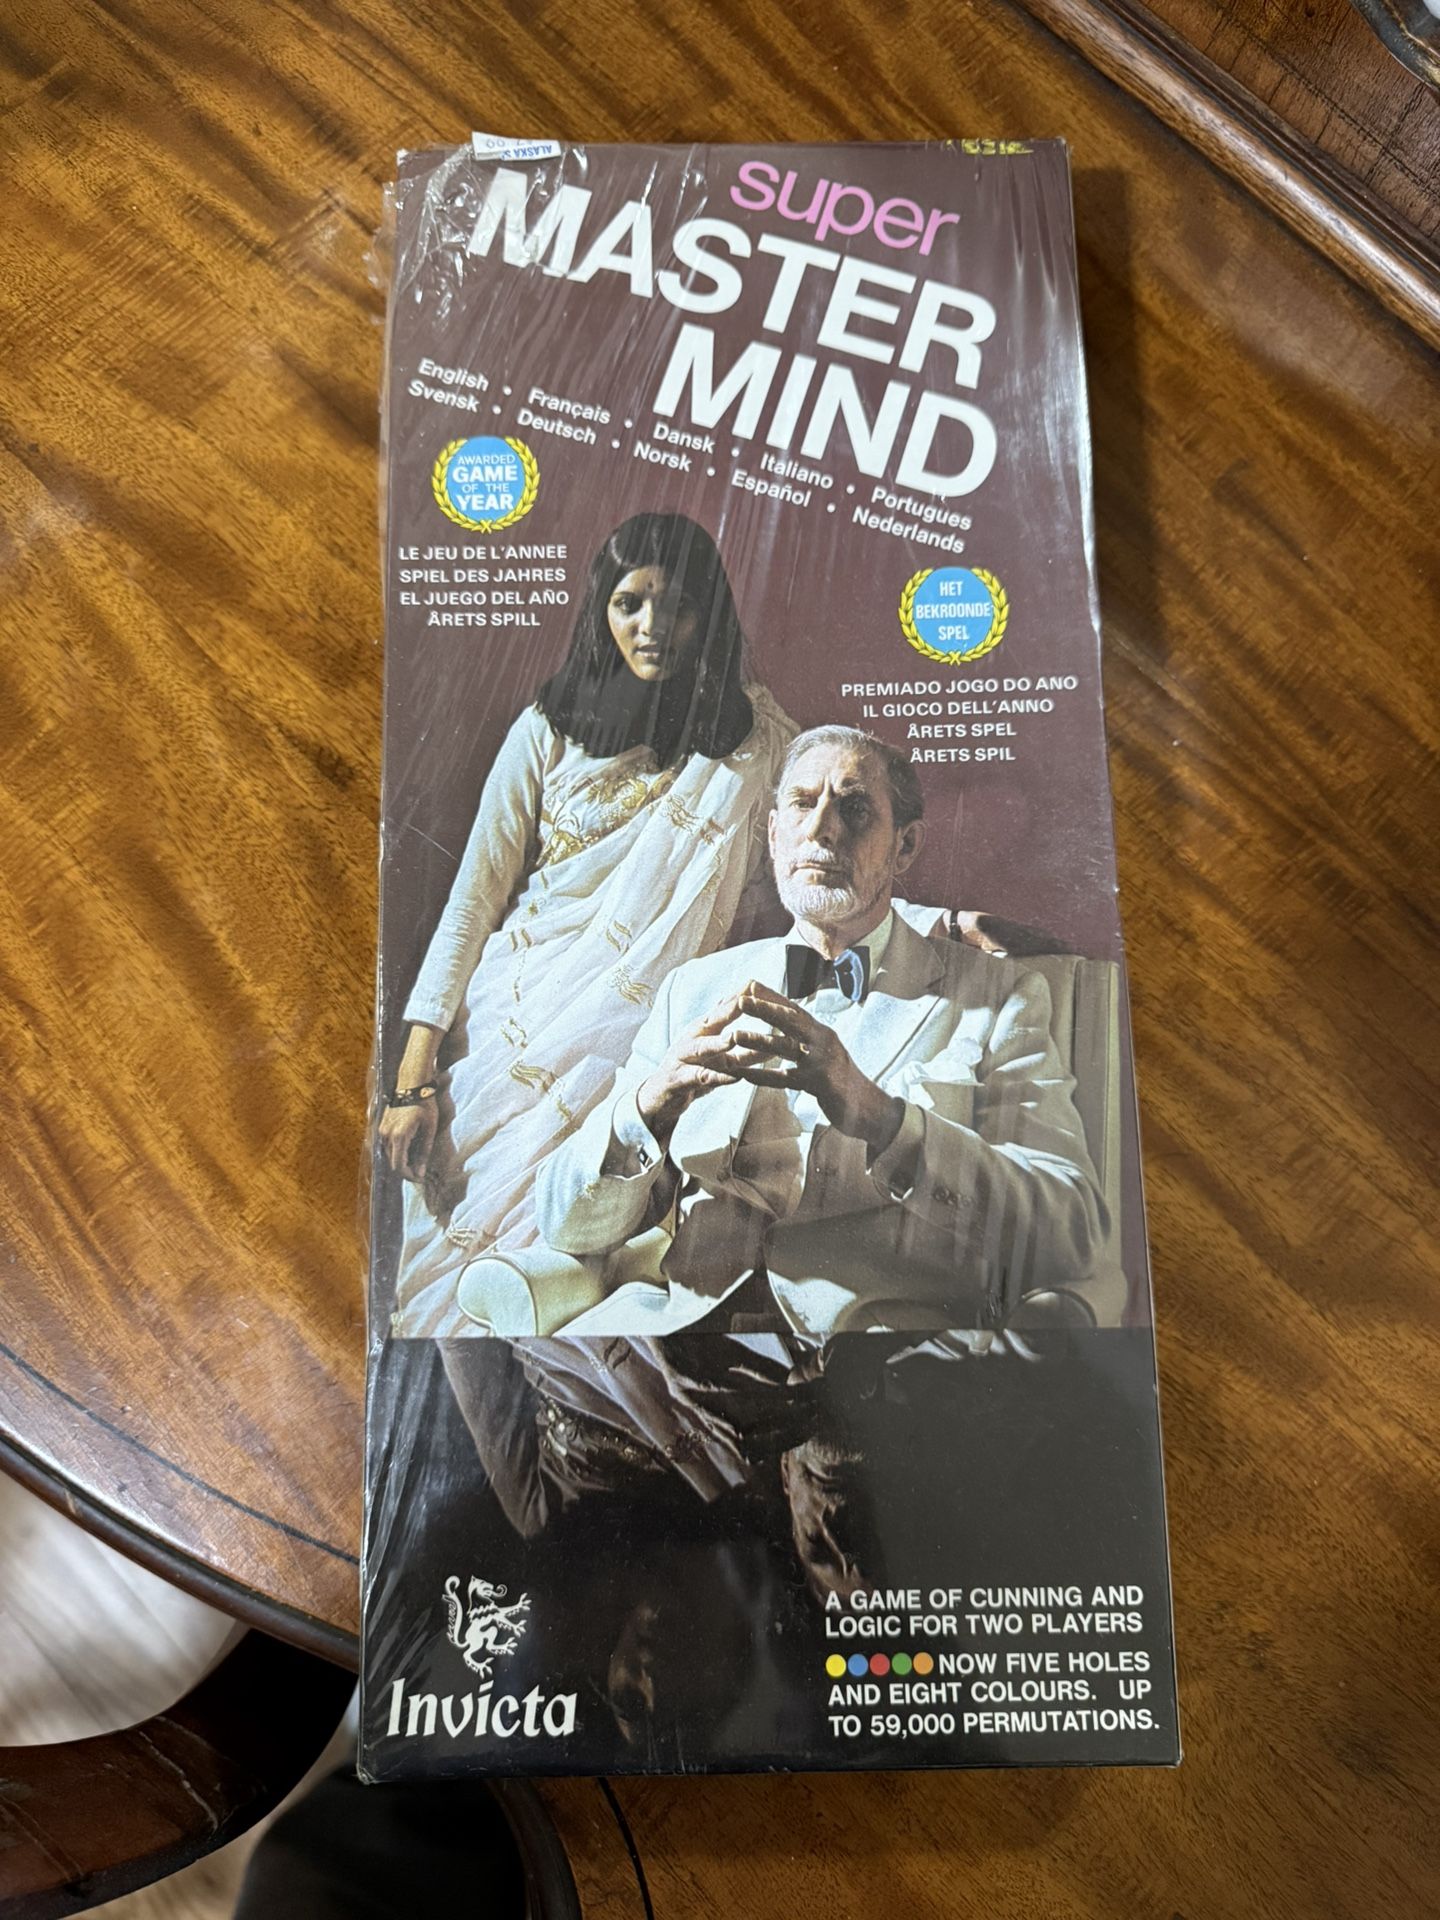 ALASKA S
super
MASTER
MIND
English • Français • Dansk • Italiano • Portugues
Svensk • Deutsch • Norsk • Español • Nederlands
AWARDED
GAME
OF THE
YEAR
LE JEU DE L'ANNEE
SPIEL DES JAHRES
EL JUEGO DEL AÑO
ÅRETS SPILL
HET
BEKROONDE
SPEL
PREMIADO JOGO DO ANO
IL GIOCO DELL'ANNO
ÅRETS SPEL
ÅRETS SPIL
Invicta
A GAME OF CUNNING AND
LOGIC FOR TWO PLAYERS
NOW FIVE HOLES
AND EIGHT COLOURS. UP
TO 59,000 PERMUTATIONS.